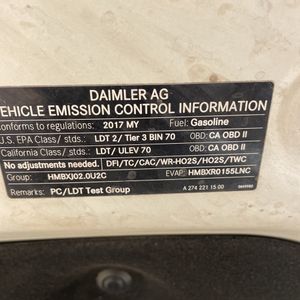 DAIMLER AG
VEHICLE EMISSION CONTROL INFORMATION
Conforms to regulations: 2017 MY Fuel: Gasoline
U.S. EPA Class / stds.: LDT 2/ Tier 3 BIN 70 OBD: CA OBD II
California Class / stds.: LDT/ ULEV 70 OBD: CA OBD II
No adjustments needed. DFI/TC/CAC/WR-HO2S/HO2S/TWC
Group: HMBXJ02.0U2C EVAP: HMBXR0155LNC
Remarks: PC/LDT Test Group A 274 221 15 00